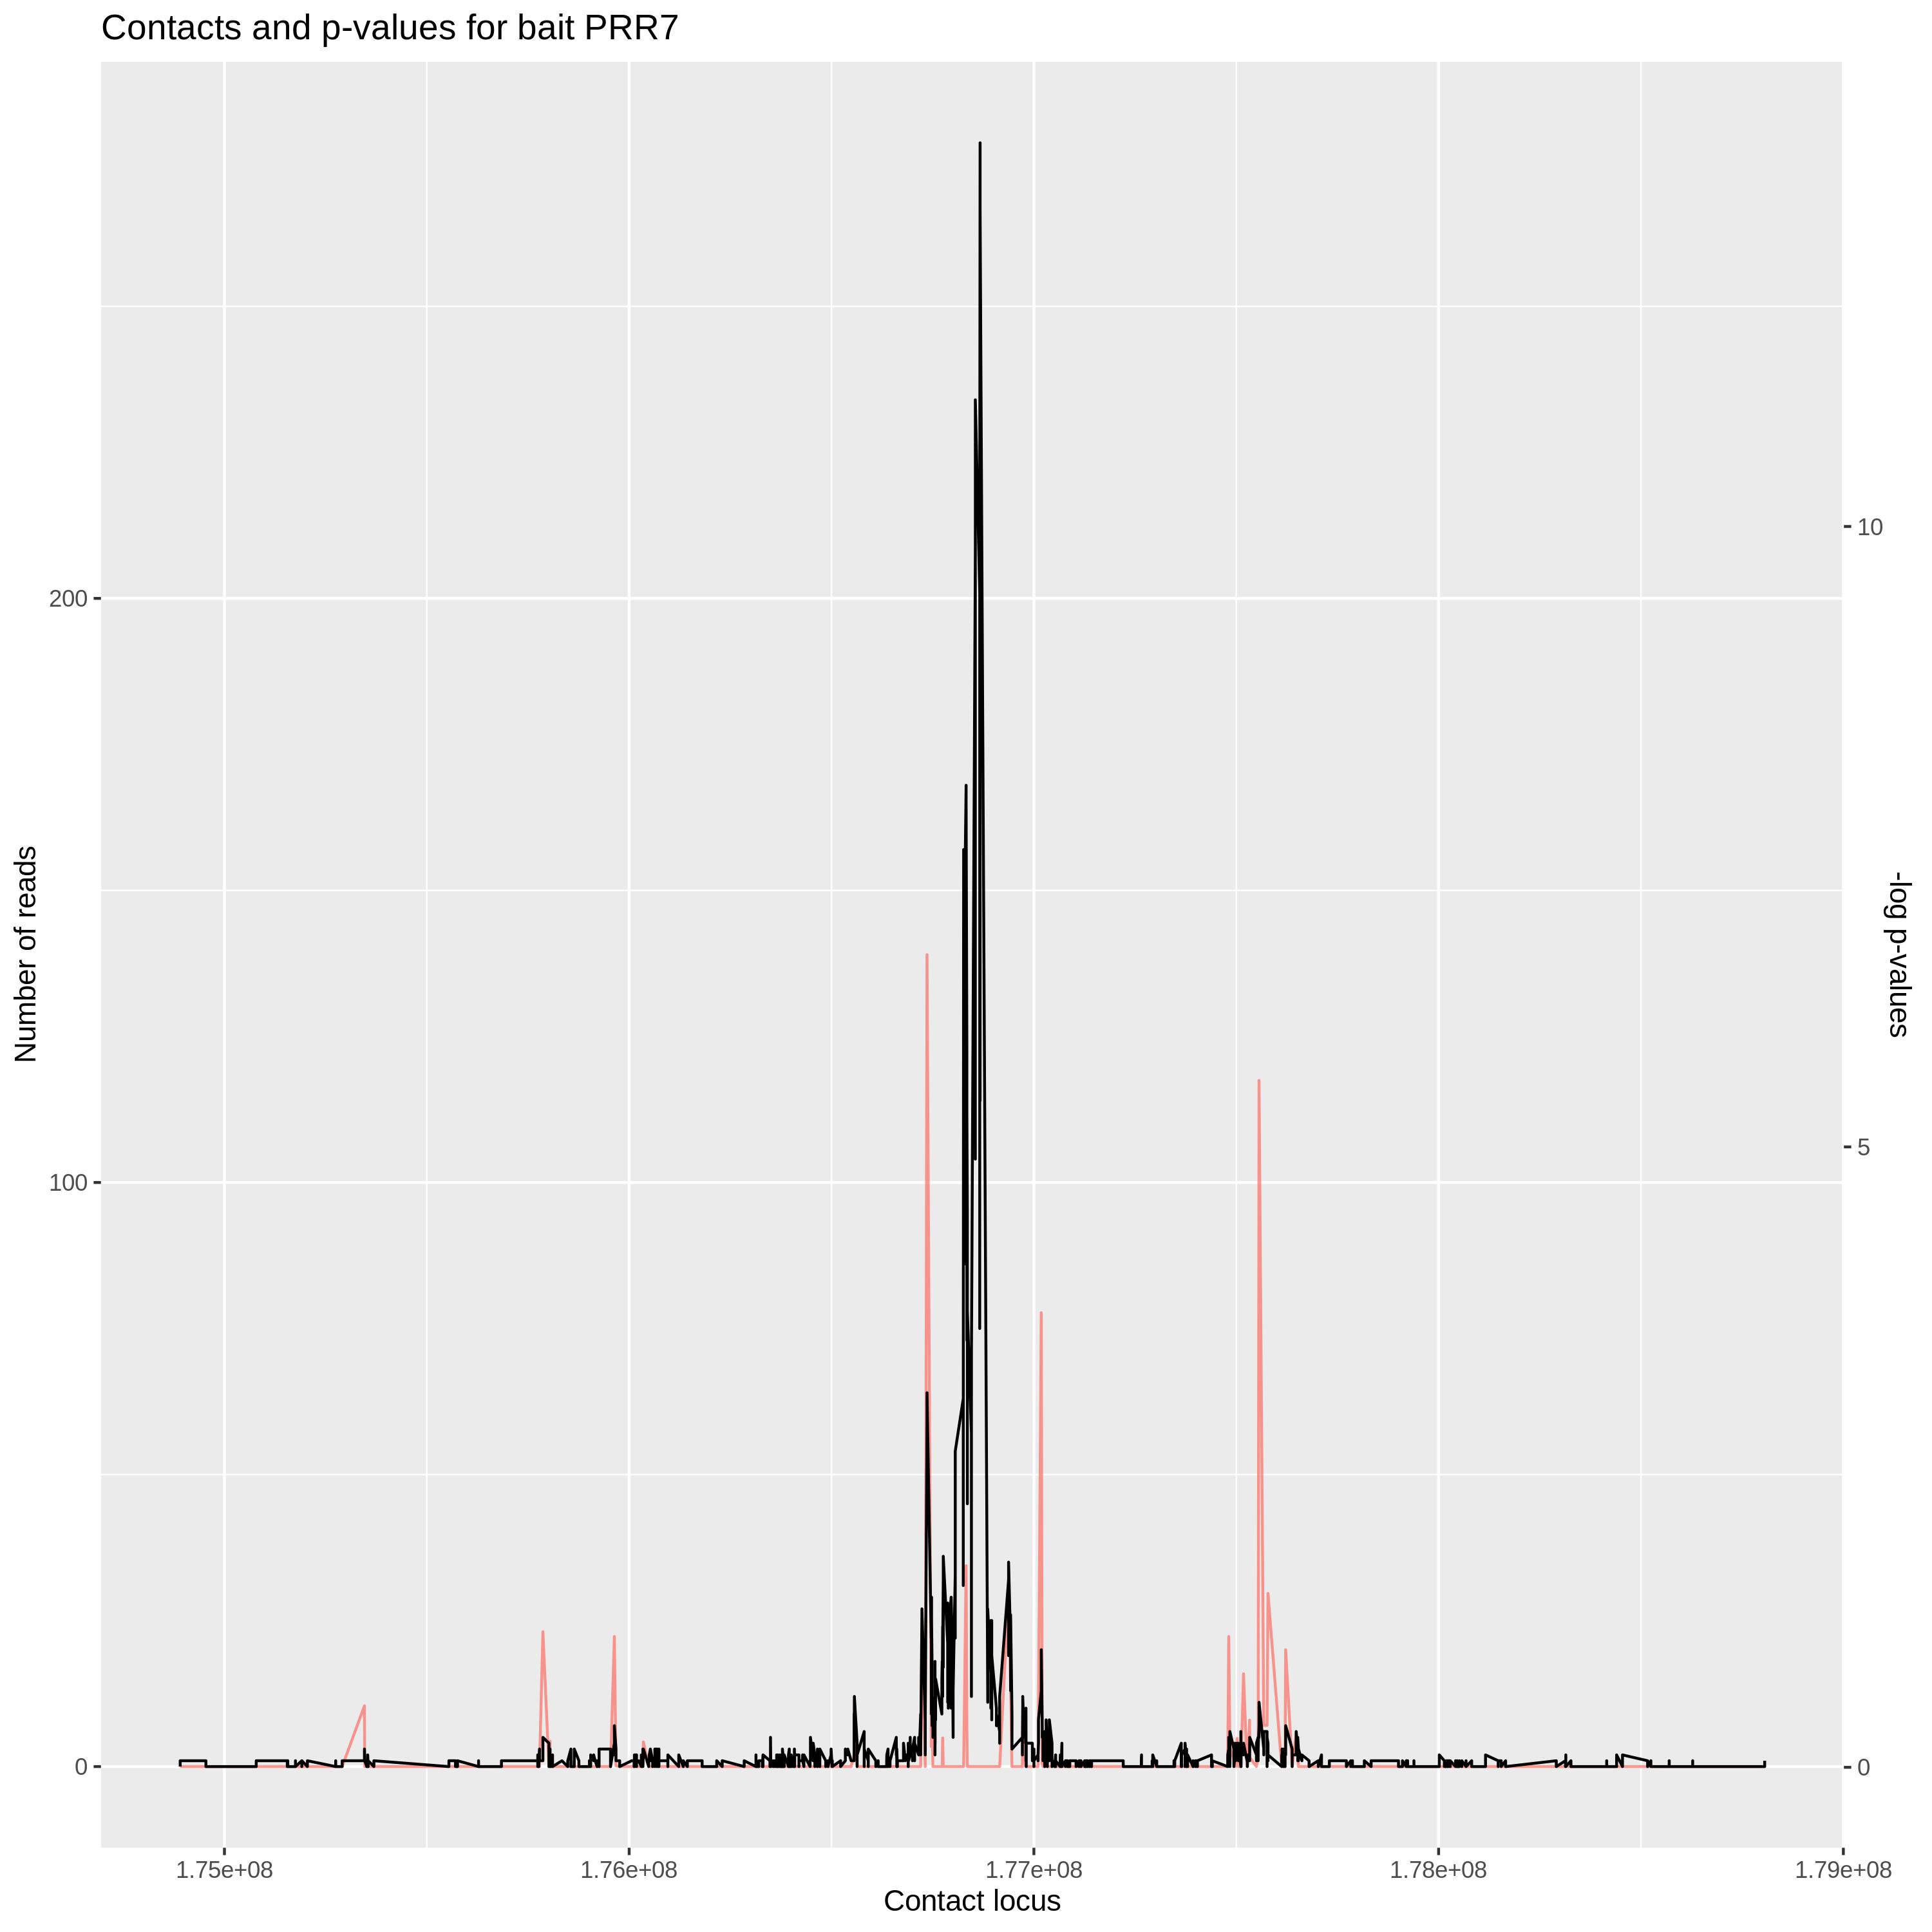 Contacts and p-values for bait PRR7
Number of reads
200
100
0
10
5
0
-log p-values
1.75e+08
1.76e+08
1.77e+08
1.78e+08
1.79e+08
Contact locus